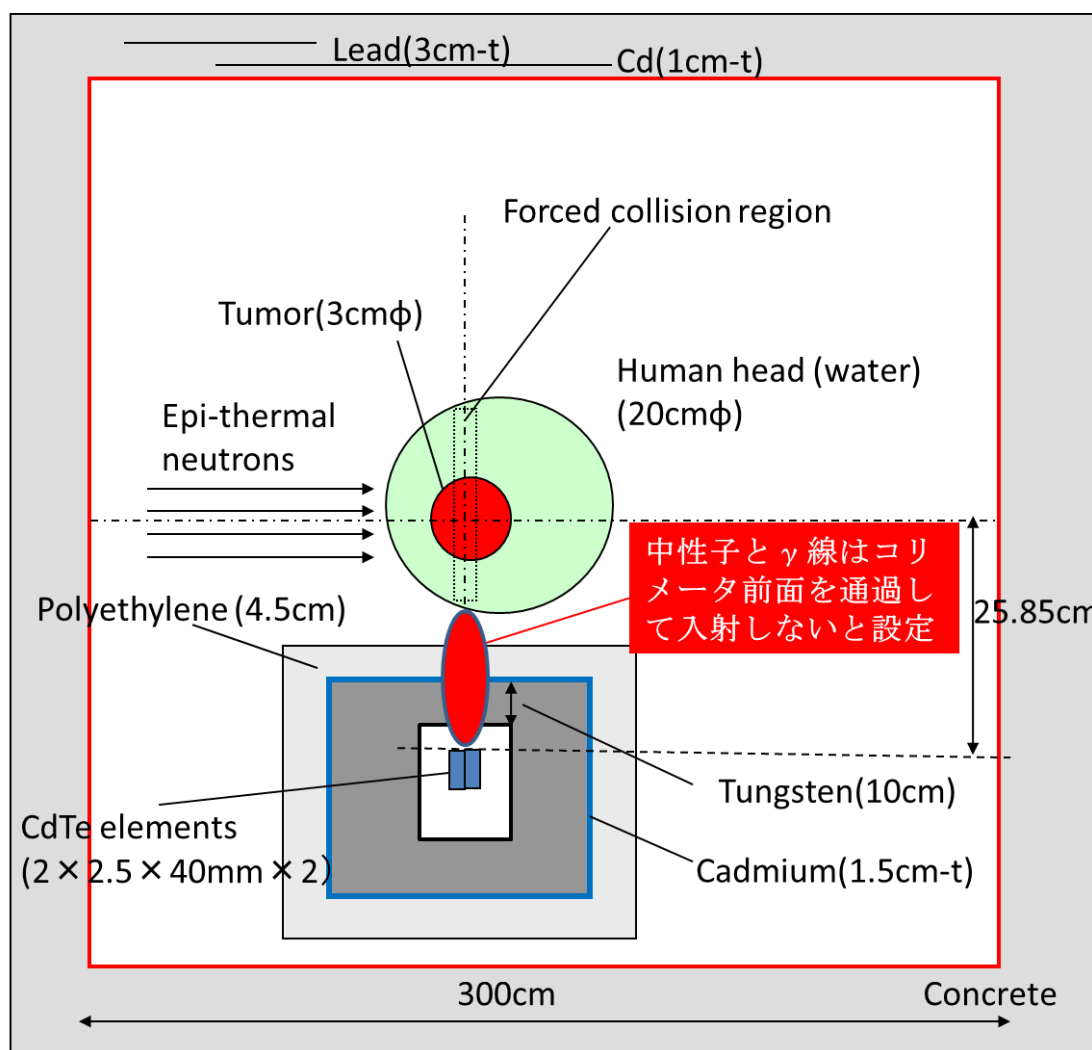 Lead(3cm-t)
Cd(1cm-t)
Forced collision region
Tumor(3cmφ)
Human head (water)
(20cmφ)
Epi-thermal
neutrons
中性子とγ線はコリ
メータ前面を通過し
て入射しないと設定
25.85cm
Polyethylene (4.5cm)
Tungsten(10cm)
CdTe elements
(2×2.5×40mm×2)
Cadmium(1.5cm-t)
300cm
Concrete